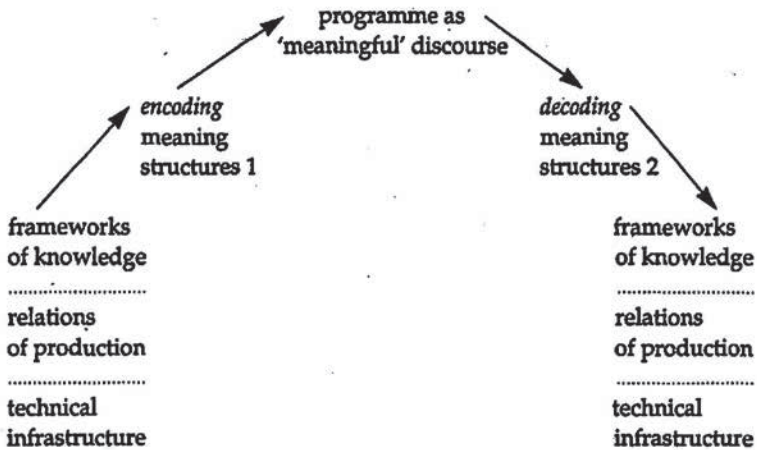 programme as
'meaningful' discourse
encoding
meaning
structures 1
decoding
meaning
structures 2
frameworks
of knowledge
relations
of production
technical
infrastructure
frameworks
of knowledge
relations
of production
technical
infrastructure